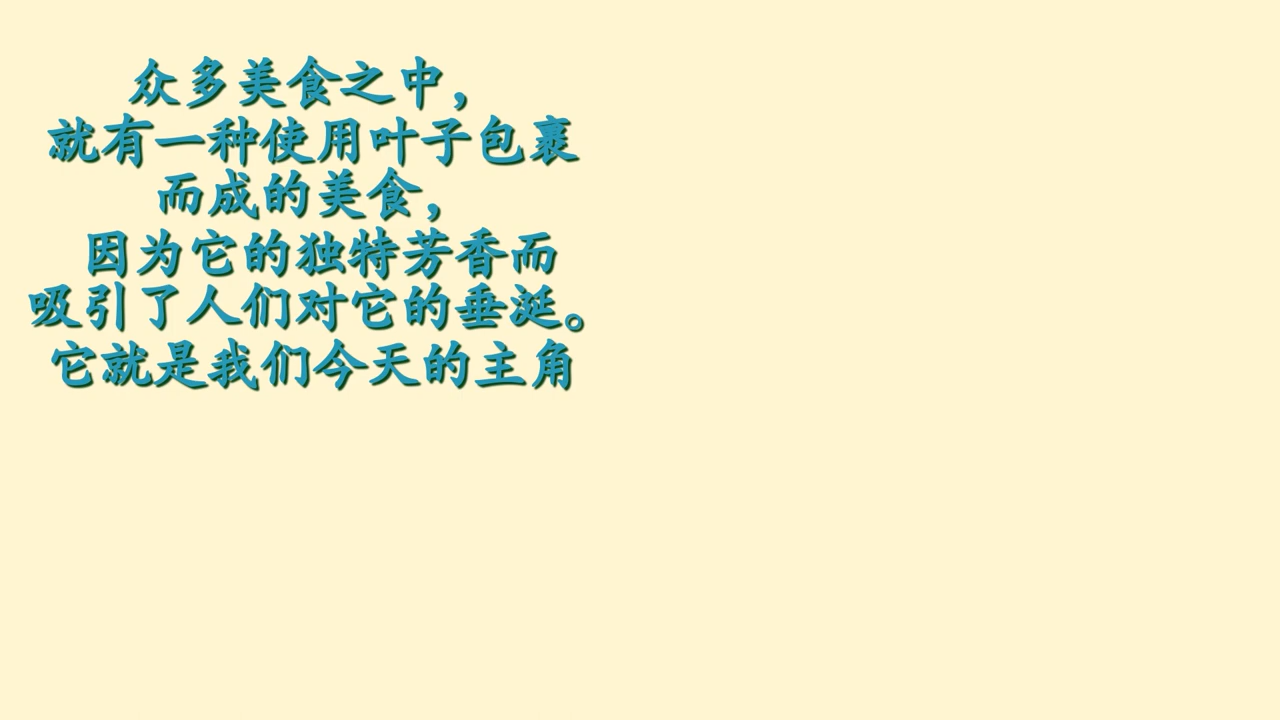 众多美食之中，
就有一种使用叶子包裹
而成的美食，
因为它的独特芳香而
吸引了人们对它的垂涎。
它就是我们今天的主角